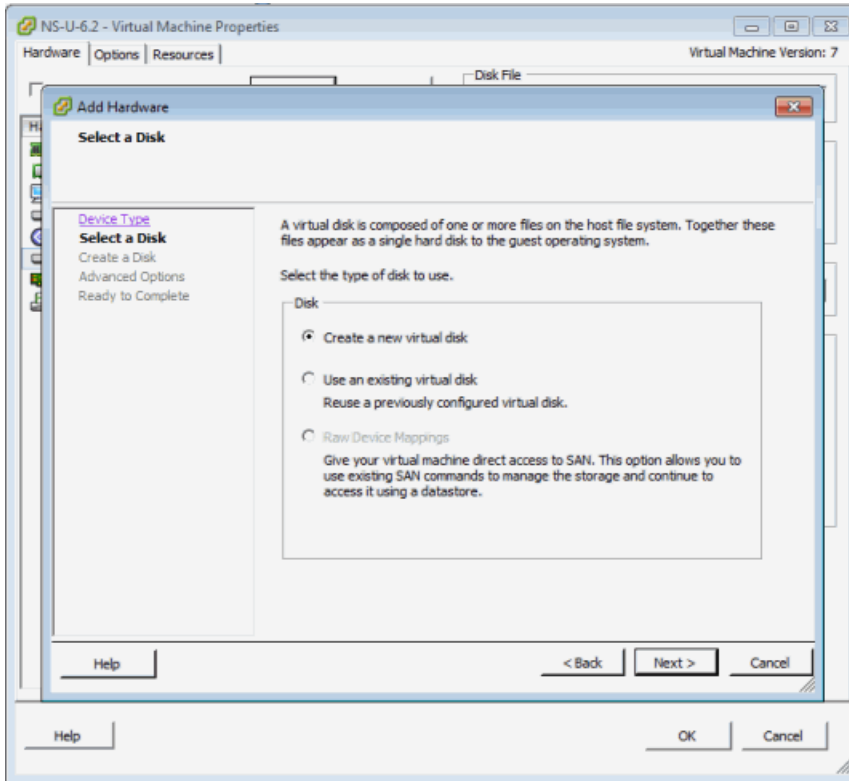 NS-U-6.2 - Virtual Machine Properties
Hardware Options Resources
Virtual Machine Version: 7
Disk File
Add Hardware
Select a Disk
Device Type
Select a Disk
Create a Disk
Advanced Options
Ready to Complete
A virtual disk is composed of one or more files on the host file system. Together these
files appear as a single hard disk to the guest operating system.
Select the type of disk to use.
Disk
Create a new virtual disk
Use an existing virtual disk
Reuse a previously configured virtual disk.
Raw Device Mappings
Give your virtual machine direct access to SAN. This option allows you to
use existing SAN commands to manage the storage and continue to
access it using a datastore.
Help
< Back
Next >
Cancel
Help
OK
Cancel